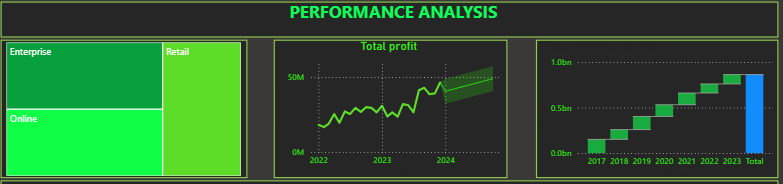 PERFORMANCE ANALYSIS
Enterprise
Retail
Online
Total profit
50M
0M
2022 2023 2024
1.0bn
0.5bn
0.0bn
2017 2018 2019 2020 2021 2022 2023 Total